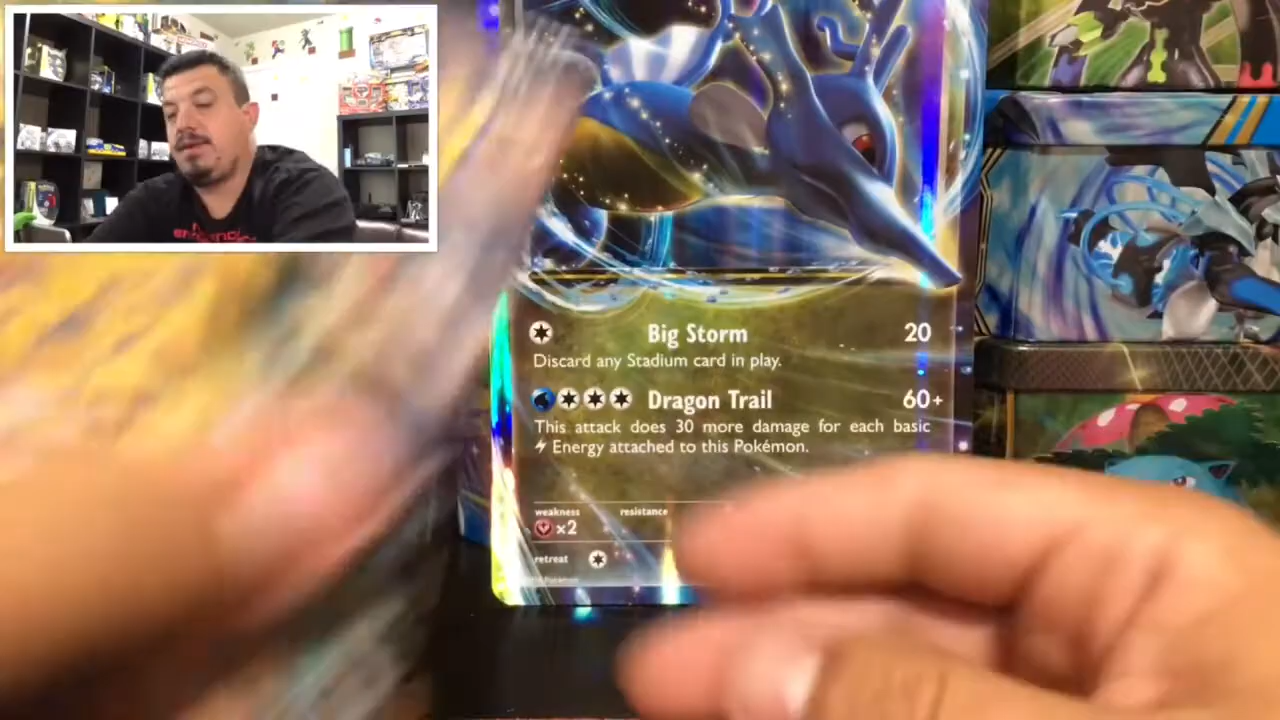 Big Storm 20
Discard any Stadium card in play.
Dragon Trail 60+
This attack does 30 more damage for each basic
Energy attached to this Pokémon.
weakness resistance
×2
retreat